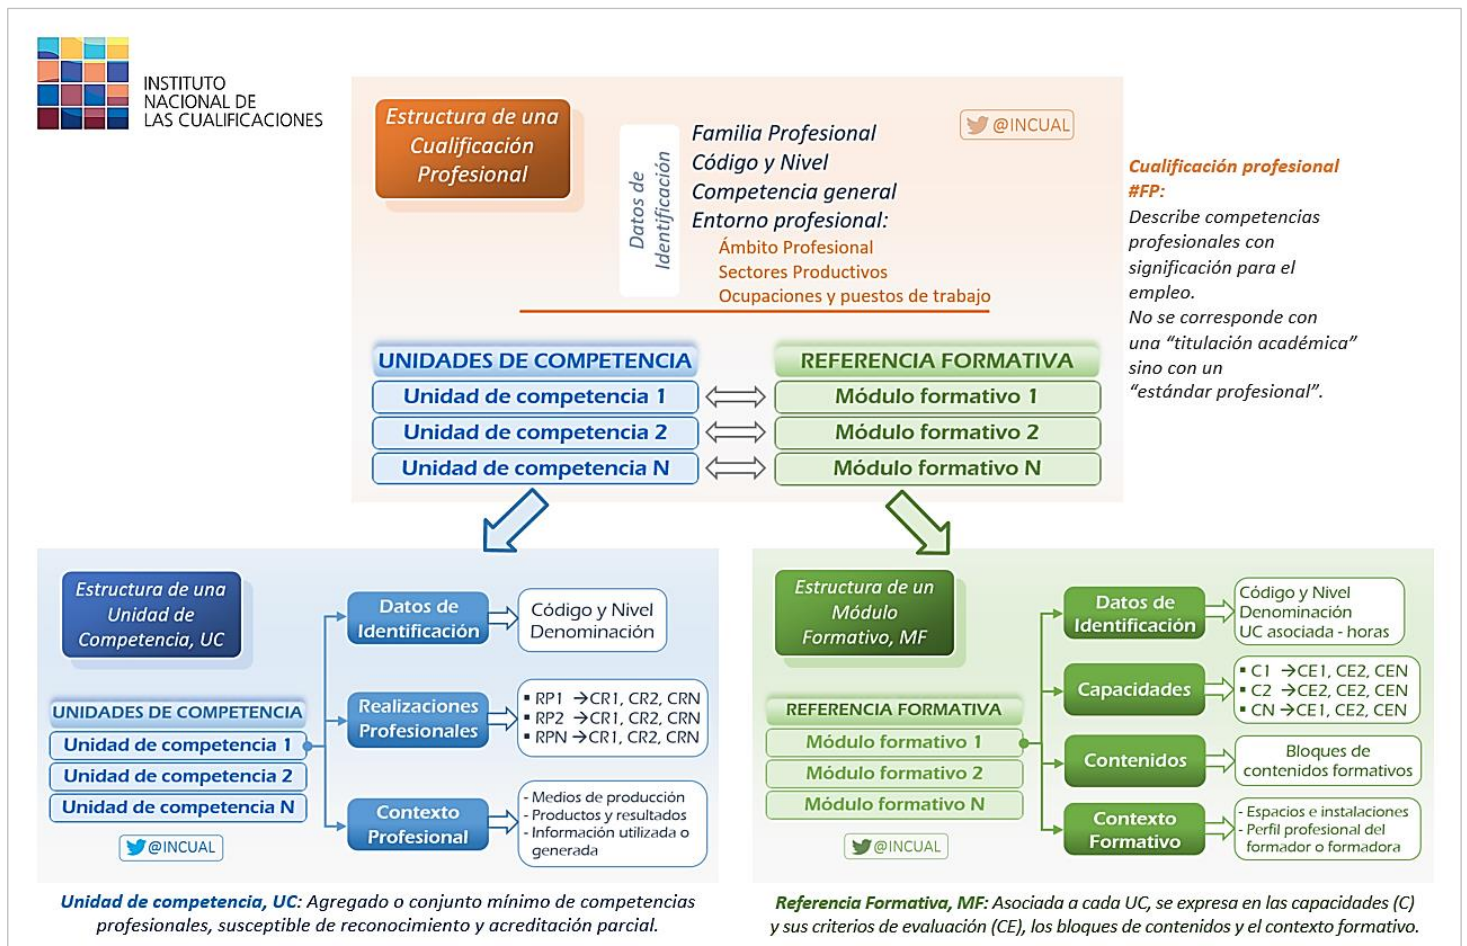 INSTITUTO
NACIONAL DE
LAS CUALIFICACIONES
Estructura de una
Cualificación
Profesional
Datos de
Identificación
Familia Profesional
Código y Nivel
Competencia general
Entorno profesional:
Ámbito Profesional
Sectores Productivos
Ocupaciones y puestos de trabajo
@INCUAL
Cualificación profesional
#FP:
Describe competencias
profesionales con
significación para el
empleo.
No se corresponde con
una “titulación académica”
sino con un
“estándar profesional”.
UNIDADES DE COMPETENCIA
Unidad de competencia 1
Unidad de competencia 2
Unidad de competencia N
REFERENCIA FORMATIVA
Módulo formativo 1
Módulo formativo 2
Módulo formativo N
Estructura de una
Unidad de
Competencia, UC
UNIDADES DE COMPETENCIA
Unidad de competencia 1
Unidad de competencia 2
Unidad de competencia N
@INCUAL
Datos de
Identificación
Código y Nivel
Denominación
Realizaciones
Profesionales
▪ RP1 →CR1, CR2, CRN
▪ RP2 →CR1, CR2, CRN
▪ RPN →CR1, CR2, CRN
Contexto
Profesional
- Medios de producción
- Productos y resultados
- Información utilizada o
generada
Unidad de competencia, UC: Agregado o conjunto mínimo de competencias
profesionales, susceptible de reconocimiento y acreditación parcial.
Estructura de un
Módulo
Formativo, MF
REFERENCIA FORMATIVA
Módulo formativo 1
Módulo formativo 2
Módulo formativo N
@INCUAL
Datos de
Identificación
Código y Nivel
Denominación
UC asociada - horas
Capacidades
▪ C1 →CE1, CE2, CEN
▪ C2 →CE2, CE2, CEN
▪ CN →CE1, CE2, CEN
Contenidos
Bloques de
contenidos formativos
Contexto
Formativo
- Espacios e instalaciones
- Perfil profesional del
formador o formadora
Referencia Formativa, MF: Asociada a cada UC, se expresa en las capacidades (C)
y sus criterios de evaluación (CE), los bloques de contenidos y el contexto formativo.